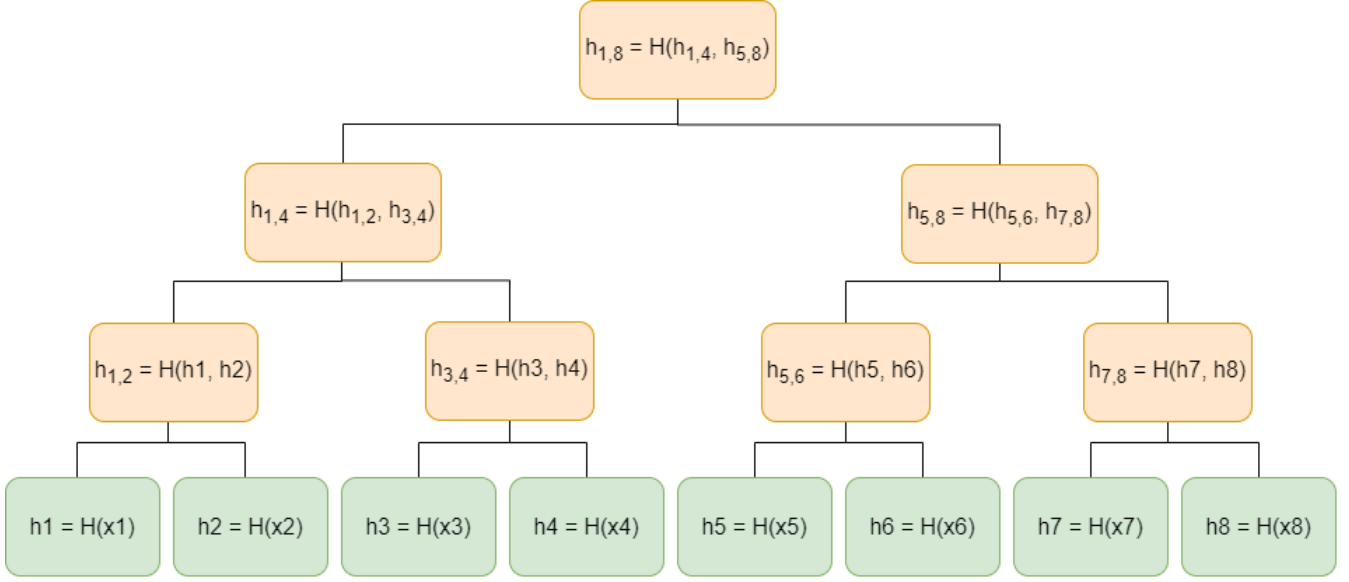 h1,8 = H(h1,4, h5,8)
h1,4 = H(h1,2, h3,4)
h5,8 = H(h5,6, h7,8)
h1,2 = H(h1, h2)
h3,4 = H(h3, h4)
h5,6 = H(h5, h6)
h7,8 = H(h7, h8)
h1 = H(x1)
h2 = H(x2)
h3 = H(x3)
h4 = H(x4)
h5 = H(x5)
h6 = H(x6)
h7 = H(x7)
h8 = H(x8)